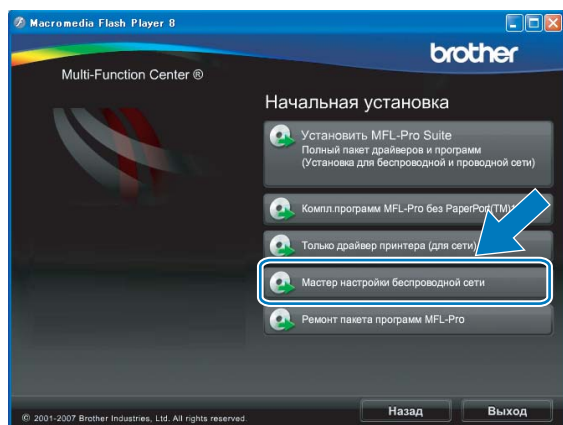 Macromedia Flash Player 8
brother
Multi-Function Center ®
Начальная установка
Установить MFL-Pro Suite
Полный пакет драйверов и программ
(Установка для беспроводной и проводной сети)
Компл.программ MFL-Pro без PaperPort(TM)
Только драйвер принтера (для сети)
Мастер настройки беспроводной сети
Ремонт пакета программ MFL-Pro
Назад
Выход
© 2001-2007 Brother Industries, Ltd. All rights reserved.